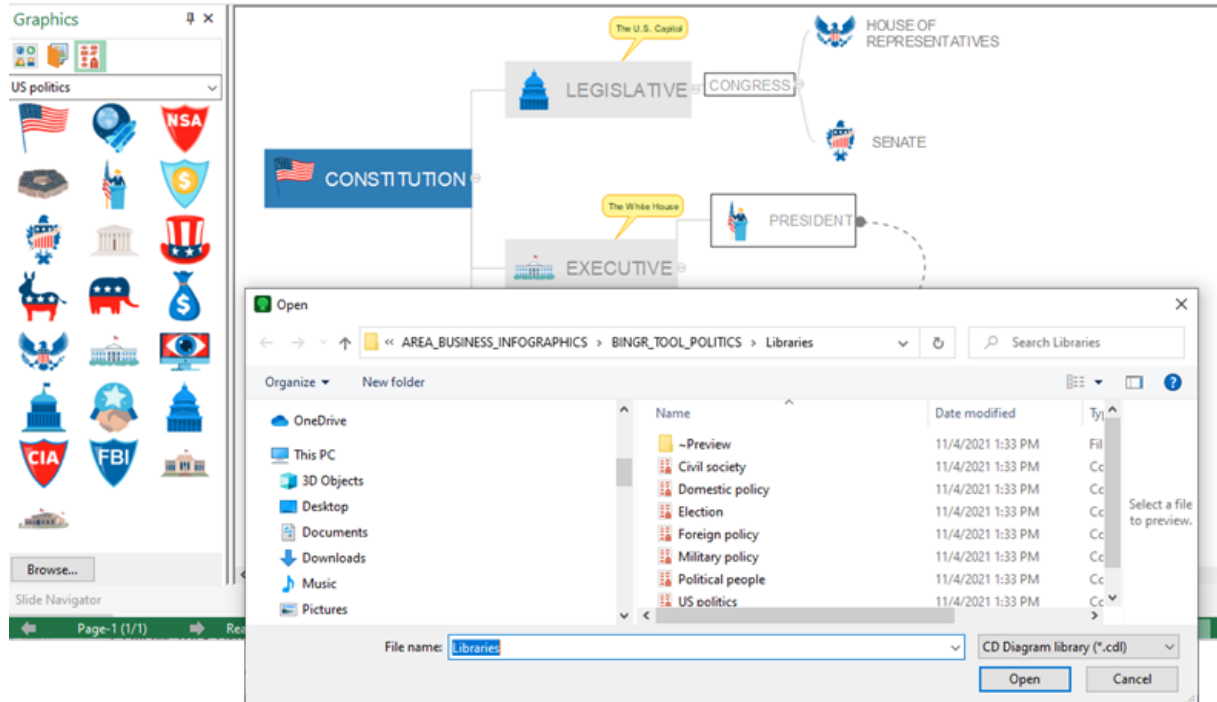 Graphics
US politics
NSA
CIA
FBI
Browse...
Slide Navigator
Page-1 (1/1)
The U.S. Capitol
HOUSE OF
REPRESENTATIVES
LEGISLATIVE
CONGRESS
SENATE
CONSTITUTION
The White House
PRESIDENT
EXECUTIVE
Open
« AREA_BUSINESS_INFOGRAPHICS > BINGR_TOOL_POLITICS > Libraries
Search Libraries
Organize
New folder
OneDrive
This PC
3D Objects
Desktop
Documents
Downloads
Music
Pictures
Name Date modified
~Preview 11/4/2021 1:33 PM Fil
Civil society 11/4/2021 1:33 PM
Domestic policy 11/4/2021 1:33 PM
Election 11/4/2021 1:33 PM
Foreign policy 11/4/2021 1:33 PM
Military policy 11/4/2021 1:33 PM
Political people 11/4/2021 1:33 PM
US politics 11/4/2021 1:33 PM
Select a file
to preview.
File name: Libraries
CD Diagram library (*.cdl)
Open
Cancel